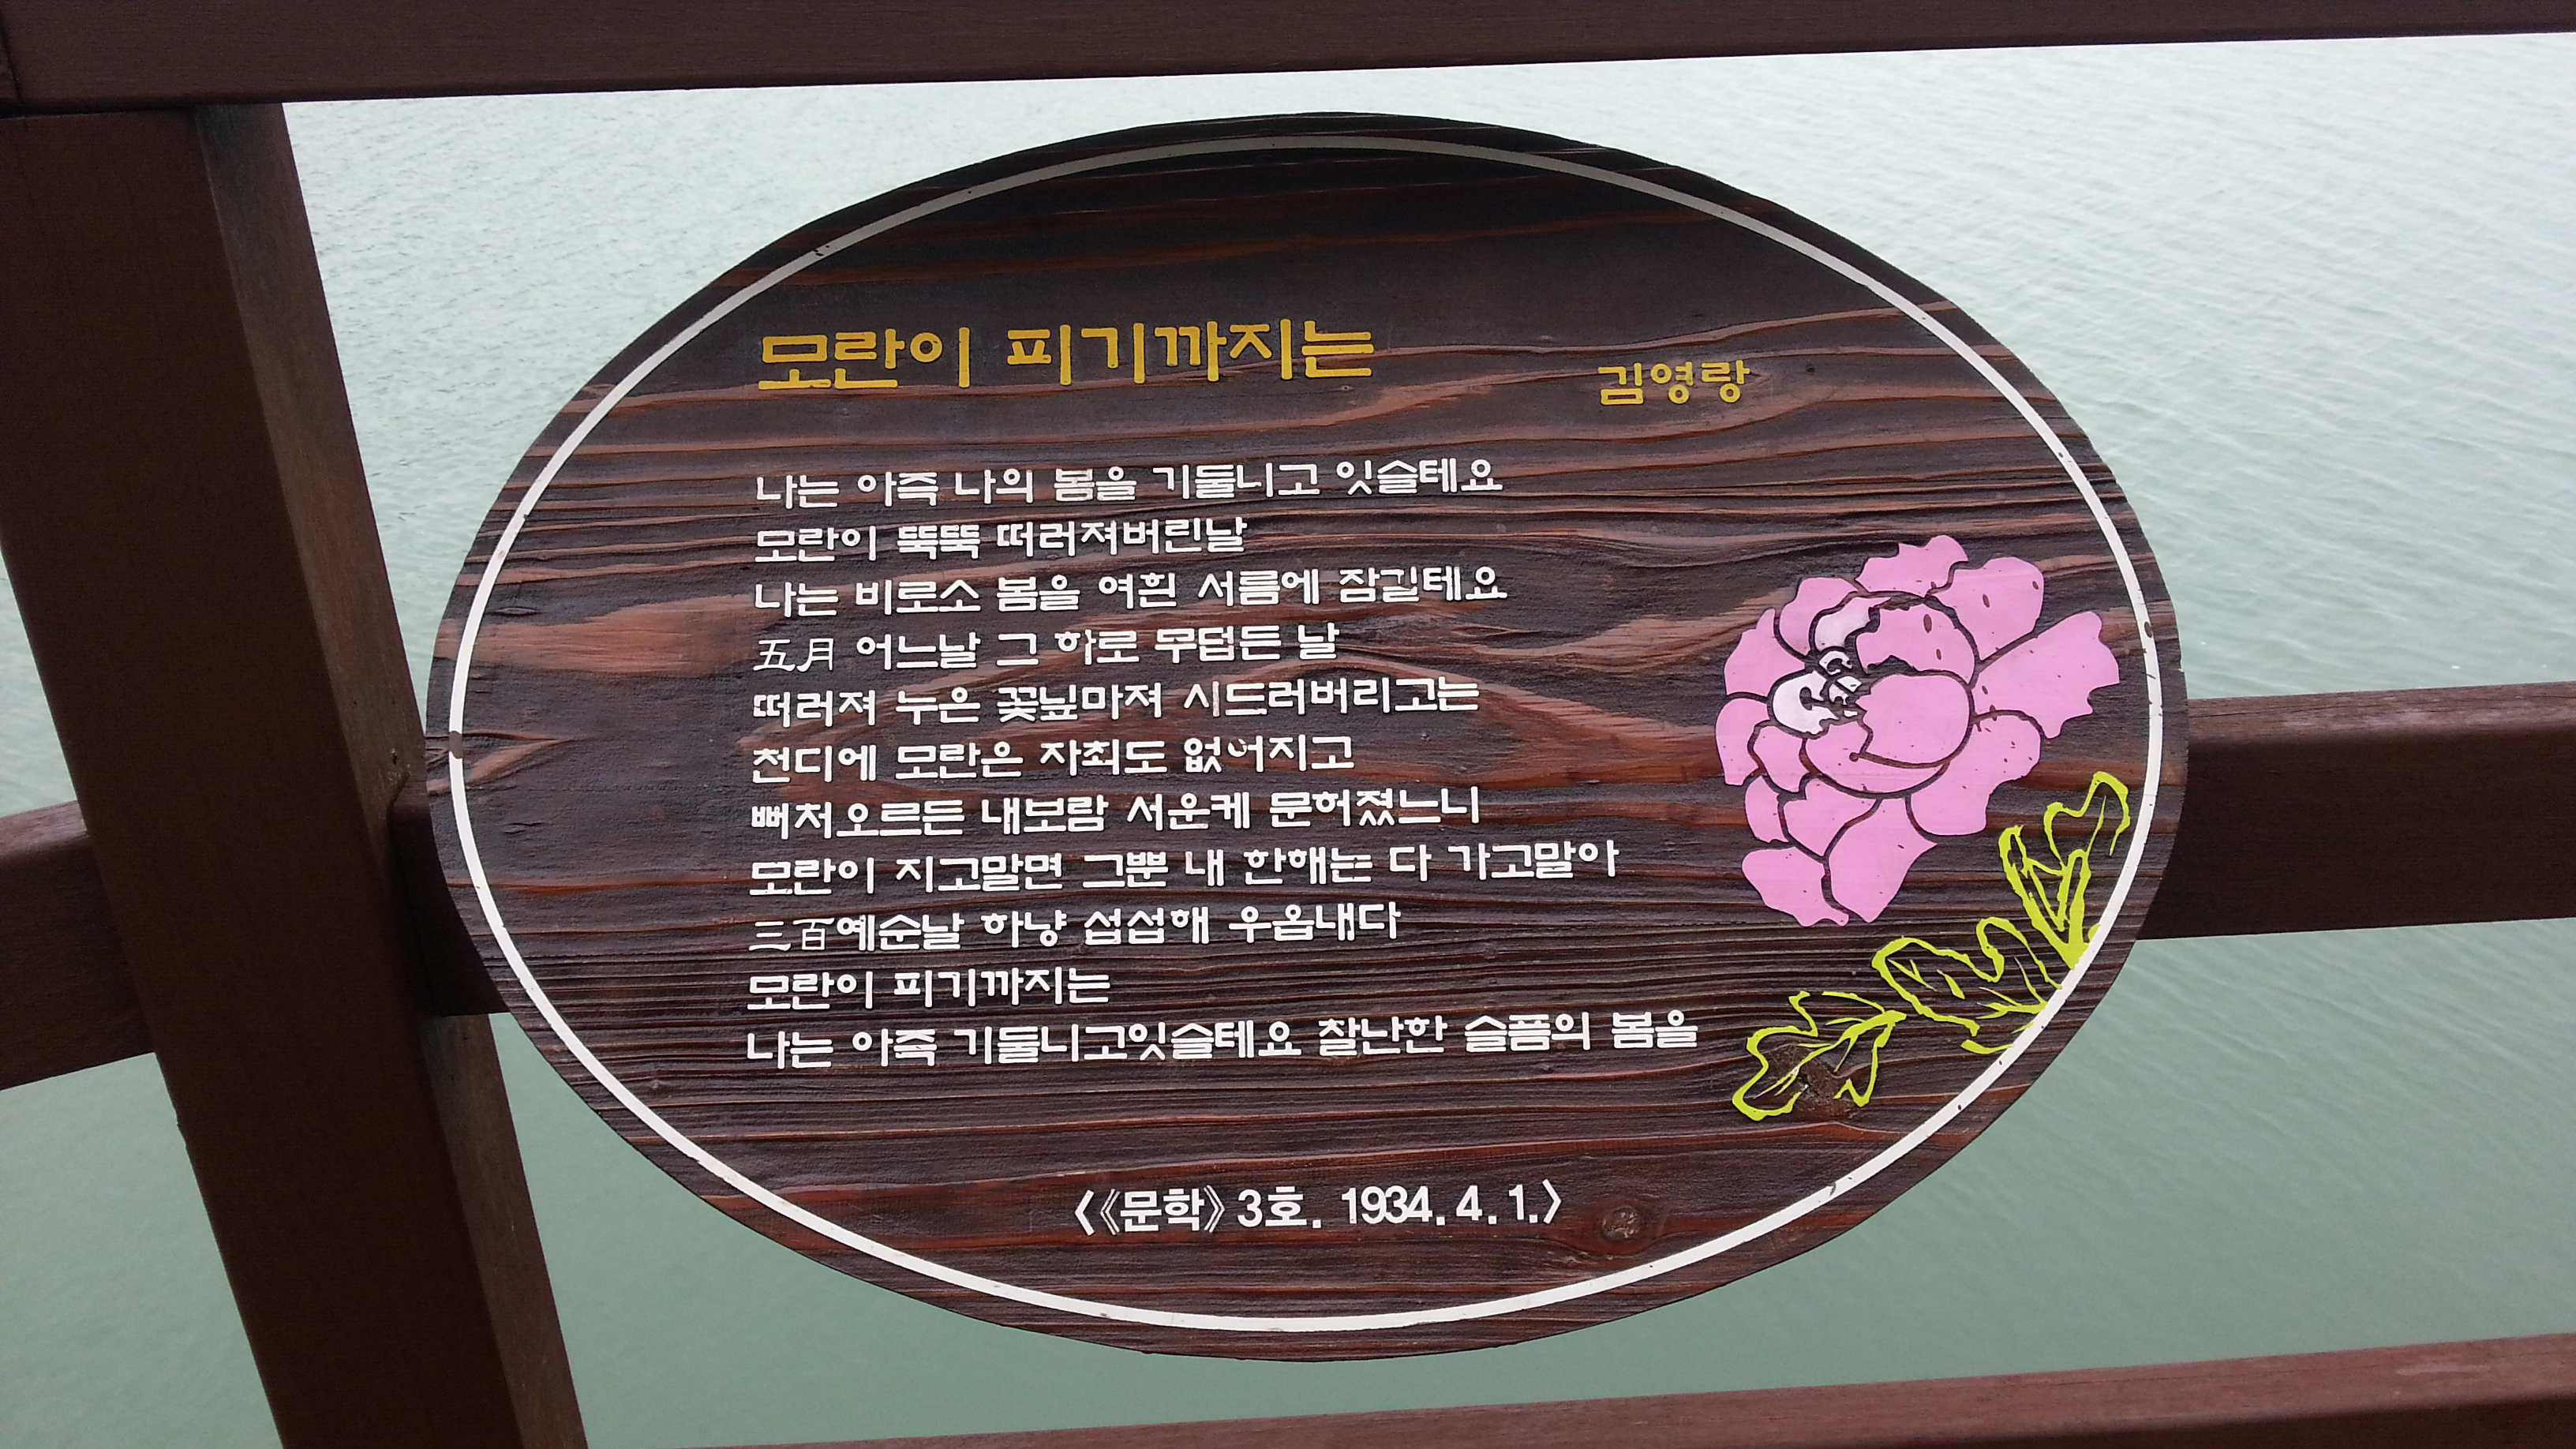 모란이 피기까지는
김영랑
나는 아즉 나의 봄을 기둘니고 잇슬테요
모란이 뚝뚝 떠러져버린날
나는 비로소 봄을 여흰 서름에 잠길테요
五月 어느날 그 하로 무덥든 날
떠러져 누은 꽃닢마져 시드러버리고는
천디에 모란은 자최도 없어지고
뻐처오르든 내보람 서운케 문허졌느니
모란이 지고말면 그뿐 내 한해는 다 가고말아
三百예순날 하냥 섭섭해 우옵내다
모란이 피기까지는
나는 아즉 기둘니고잇슬테요 찰난한 슬픔의 봄을
〈《문학》3호. 1934. 4. 1.〉